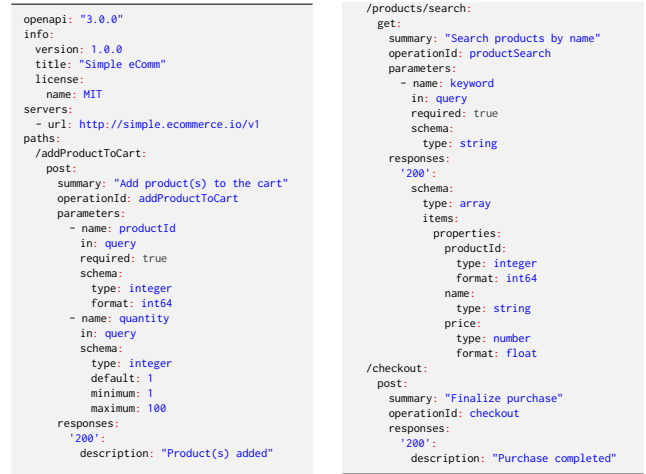 openapi: "3.0.0"
info:
  version: 1.0.0
  title: "Simple eComm"
  license:
    name: MIT
servers:
  - url: http://simple.ecommerce.io/v1
paths:
  /addProductToCart:
    post:
      summary: "Add product(s) to the cart"
      operationId: addProductToCart
      parameters:
        - name: productId
          in: query
          required: true
          schema:
            type: integer
            format: int64
        - name: quantity
          in: query
          schema:
            type: integer
            default: 1
            minimum: 1
            maximum: 100
      responses:
        '200':
          description: "Product(s) added"
  /products/search:
    get:
      summary: "Search products by name"
      operationId: productSearch
      parameters:
        - name: keyword
          in: query
          required: true
          schema:
            type: string
      responses:
        '200':
          schema:
            type: array
            items:
              properties:
                productId:
                  type: integer
                  format: int64
                name:
                  type: string
                price:
                  type: number
                  format: float
  /checkout:
    post:
      summary: "Finalize purchase"
      operationId: checkout
      responses:
        '200':
          description: "Purchase completed"